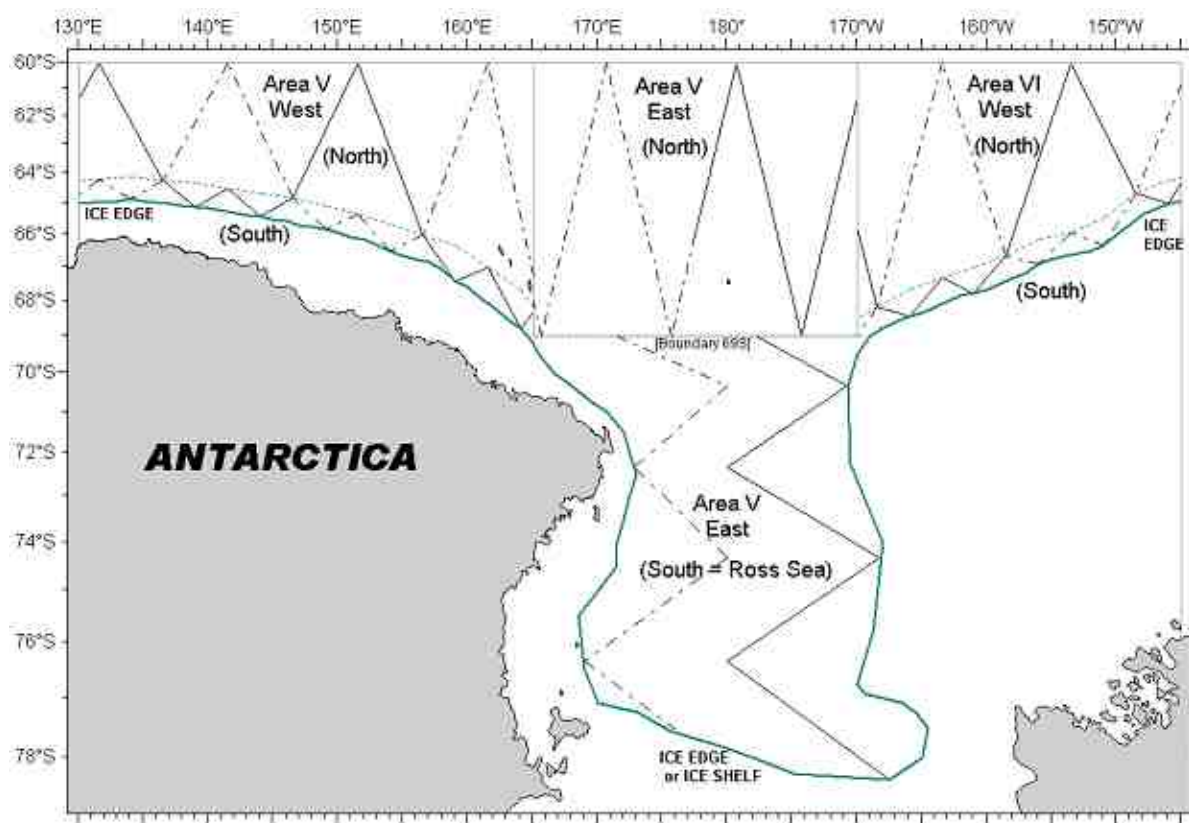 130°E 140°E 150°E 160°E 170°E 180° 170°W 160°W 150°W
60°S
62°S
64°S
66°S
68°S
70°S
72°S
74°S
76°S
78°S
Area V
West
(North)
Area V
East
(North)
Area VI
West
(North)
ICE EDGE
(South)
ICE
EDGE
(South)
[Boundary 69S]
ANTARCTICA
Area V
East
(South = Ross Sea)
ICE EDGE
or ICE SHELF